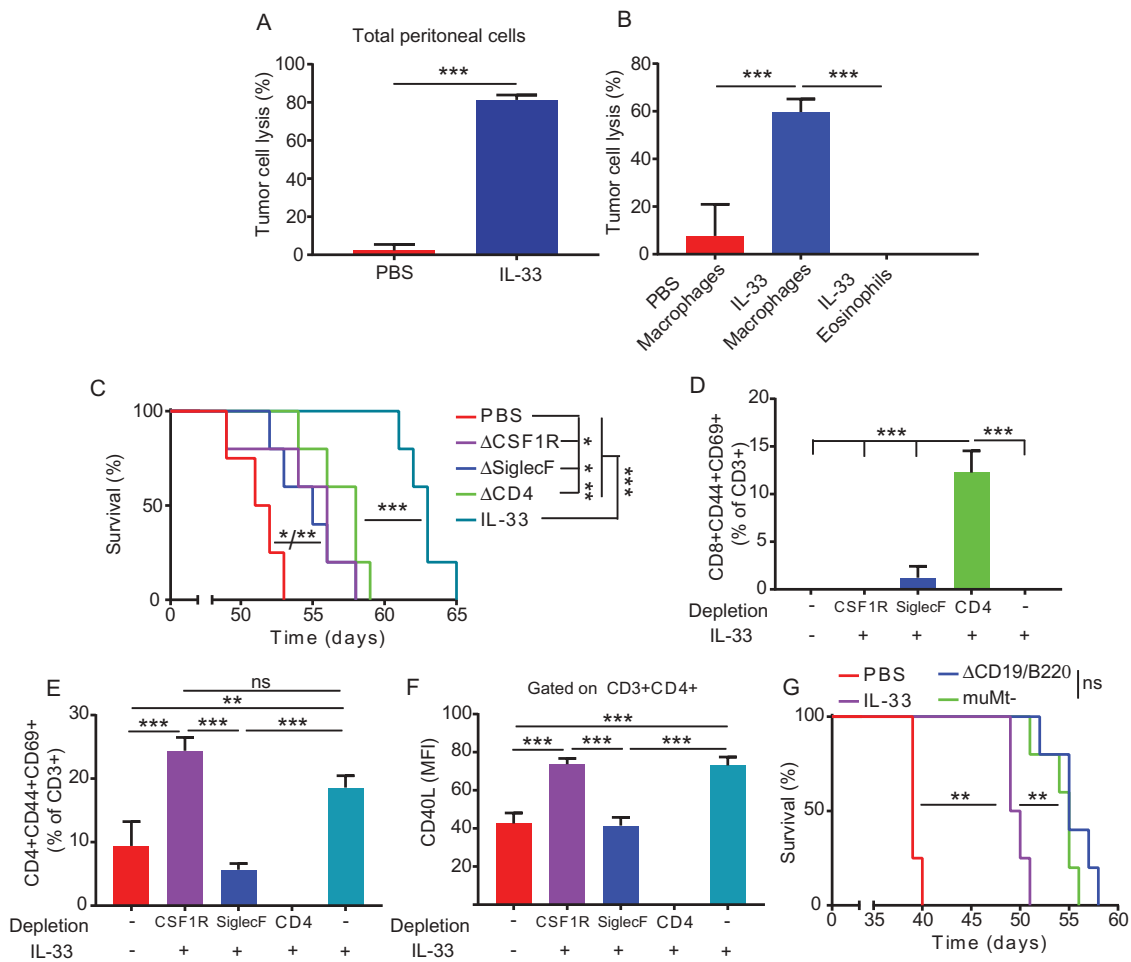 A
Total peritoneal cells
***
Tumor cell lysis (%)
100
80
60
40
20
0
PBS
IL-33
B
*** ***
Tumor cell lysis (%)
80
60
40
20
0
PBS Macrophages
IL-33 Macrophages
IL-33 Eosinophils
C
Survival (%)
100
50
0
0 50 55 60 65
Time (days)
*/**
***
PBS
ΔCSF1R
ΔSiglecF
ΔCD4
IL-33
*
*
**
***
D
*** ***
CD8+CD44+CD69+
(% of CD3+)
20
15
10
5
0
Depletion - CSF1R SiglecF CD4 -
IL-33 - + + + +
E
ns
**
*** *** ***
CD4+CD44+CD69+
(% of CD3+)
30
20
10
0
Depletion - CSF1R SiglecF CD4 -
IL-33 - + + + +
F
Gated on CD3+CD4+
***
*** *** ***
CD40L (MFI)
80
60
40
20
0
Depletion - CSF1R SiglecF CD4 -
IL-33 - + + + +
G
PBS
IL-33
ΔCD19/B220
muMt-
ns
** **
Survival (%)
100
50
0
0 35 40 45 50 55 60
Time (days)